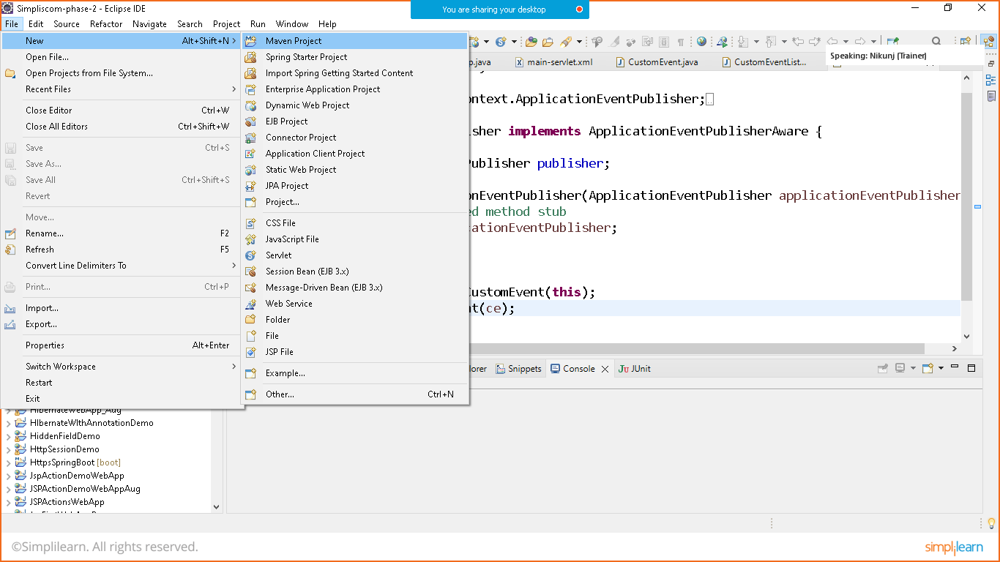 Simpliscom-phase-2 - Eclipse IDE
You are sharing your desktop
File Edit Source Refactor Navigate Search Project Run Window Help
New Alt+Shift+N
Open File...
Open Projects from File System...
Recent Files
Close Editor Ctrl+W
Close All Editors Ctrl+Shift+W
Save Ctrl+S
Save As...
Save All Ctrl+Shift+S
Revert
Move...
Rename... F2
Refresh F5
Convert Line Delimiters To
Print... Ctrl+P
Import...
Export...
Properties Alt+Enter
Switch Workspace
Restart
Exit
Maven Project
Spring Starter Project
Import Spring Getting Started Content
Enterprise Application Project
Dynamic Web Project
EJB Project
Connector Project
Application Client Project
Static Web Project
JPA Project
Project...
CSS File
JavaScript File
Servlet
Session Bean (EJB 3.x)
Message-Driven Bean (EJB 3.x)
Web Service
Folder
File
JSP File
Example...
Other... Ctrl+N
Speaking: Nikunj (Trainer)
p.java main-servlet.xml CustomEvent.java CustomEventList...
ontext.ApplicationEventPublisher;
isher implements ApplicationEventPublisherAware {
Publisher publisher;
onEventPublisher(ApplicationEventPublisher applicationEventPublisher
ed method stub
cationEventPublisher;
CustomEvent(this);
nt(ce);
lorer Snippets Console JUnit
HibernateWebApp_Aug
HIbernateWIthAnnotationDemo
HiddenFieldDemo
HttpSessionDemo
HttpsSpringBoot [boot]
JspActionDemoWebApp
JSPActionDemoWebAppAug
JSPActionsWebApp
©Simplilearn. All rights reserved.
simplilearn